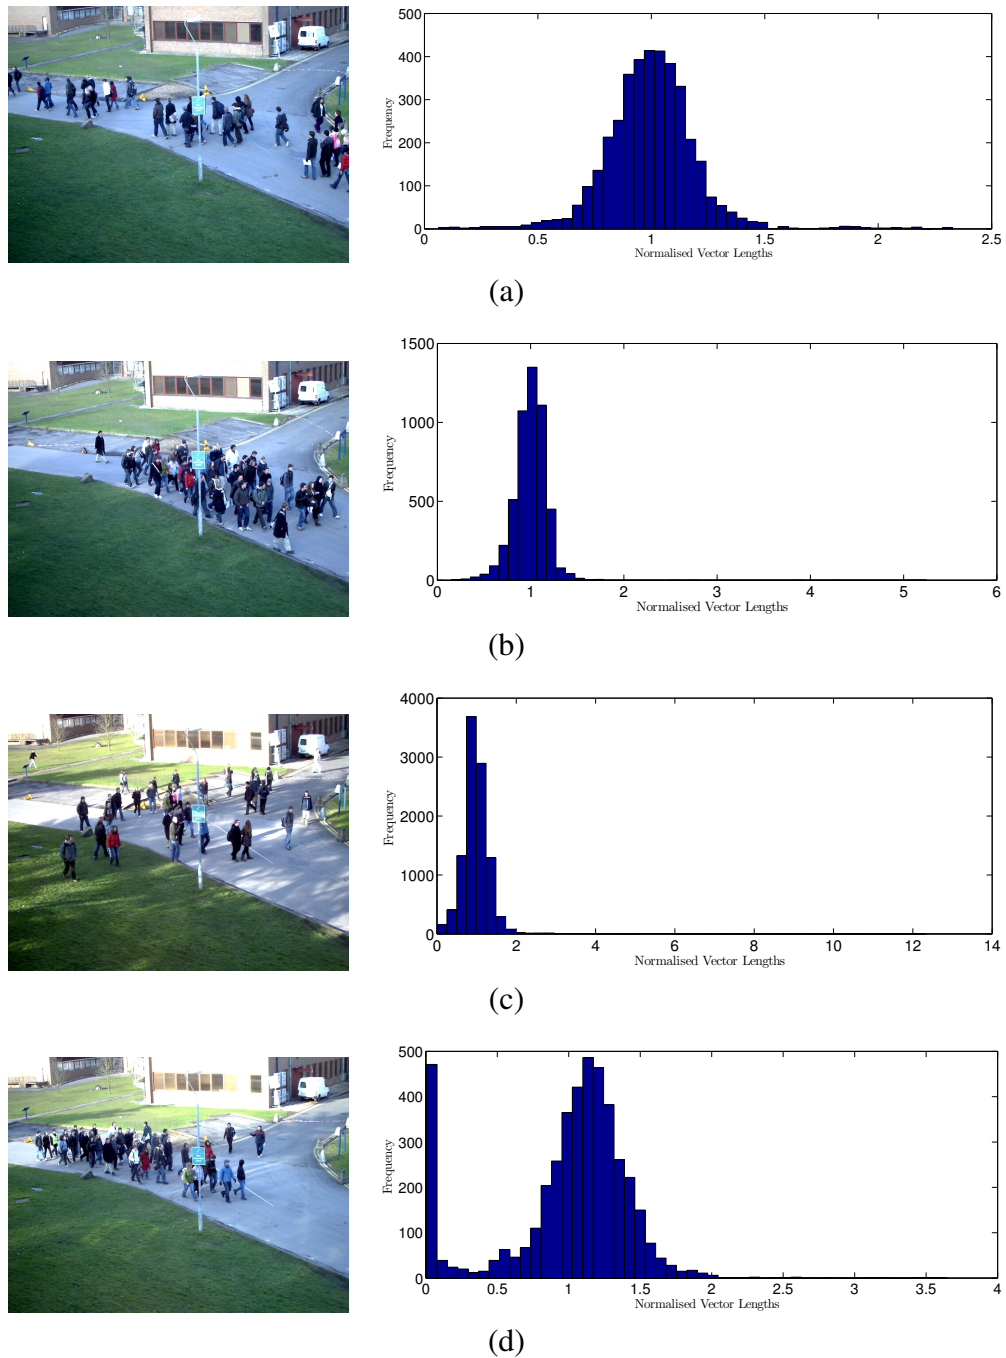 500
400
300
200
100
0
Frequency
0 0.5 1 1.5 2 2.5
Normalised Vector Lengths
(a)
1500
1000
500
0
Frequency
0 1 2 3 4 5 6
Normalised Vector Lengths
(b)
4000
3000
2000
1000
0
Frequency
0 2 4 6 8 10 12 14
Normalised Vector Lengths
(c)
500
400
300
200
100
0
Frequency
0 0.5 1 1.5 2 2.5 3 3.5 4
Normalised Vector Lengths
(d)